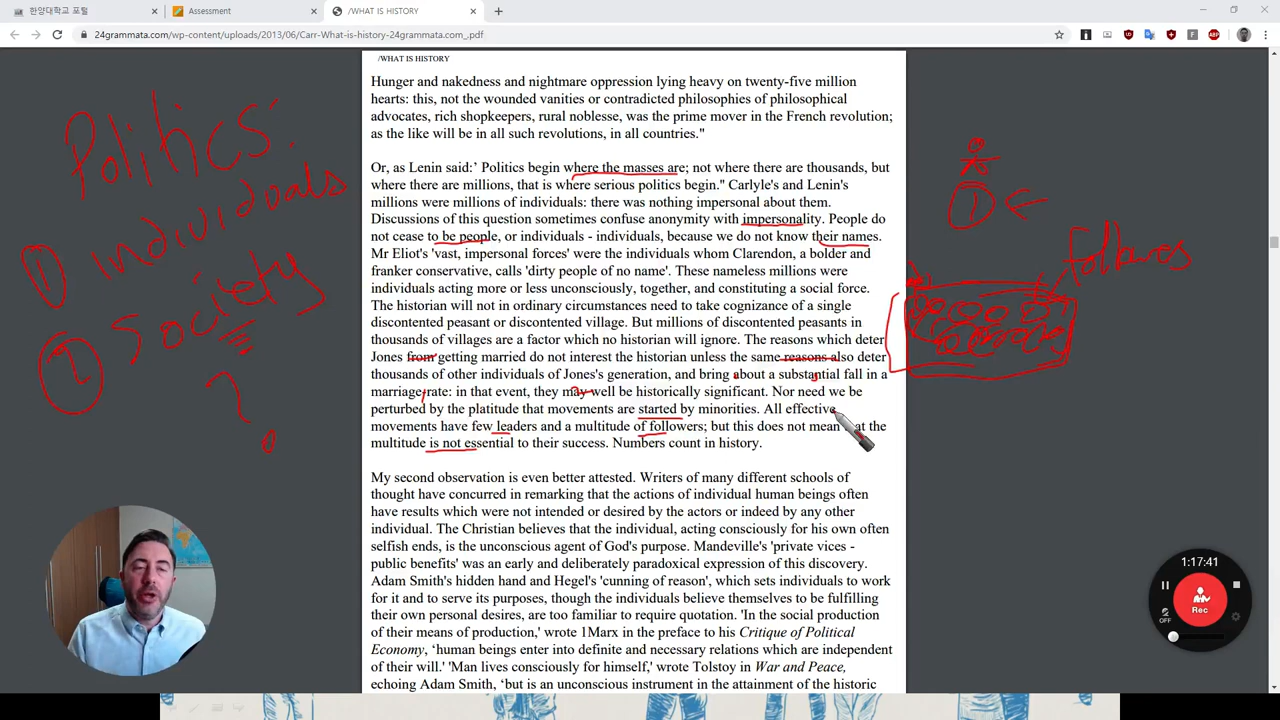 한양대학교 포털
Assessment
/WHAT IS HISTORY
24grammata.com/wp-content/uploads/2013/06/Carr-What-is-history-24grammata.com_.pdf
/WHAT IS HISTORY
Hunger and nakedness and nightmare oppression lying heavy on twenty-five million
hearts: this, not the wounded vanities or contradicted philosophies of philosophical
advocates, rich shopkeepers, rural noblesse, was the prime mover in the French revolution;
as the like will be in all such revolutions, in all countries."
Or, as Lenin said:' Politics begin where the masses are; not where there are thousands, but
where there are millions, that is where serious politics begin." Carlyle's and Lenin's
millions were millions of individuals: there was nothing impersonal about them.
Discussions of this question sometimes confuse anonymity with impersonality. People do
not cease to be people, or individuals - individuals, because we do not know their names.
Mr Eliot's 'vast, impersonal forces' were the individuals whom Clarendon, a bolder and
franker conservative, calls 'dirty people of no name'. These nameless millions were
individuals acting more or less unconsciously, together, and constituting a social force.
The historian will not in ordinary circumstances need to take cognizance of a single
discontented peasant or discontented village. But millions of discontented peasants in
thousands of villages are a factor which no historian will ignore. The reasons which deter
Jones from getting married do not interest the historian unless the same reasons also deter
thousands of other individuals of Jones's generation, and bring about a substantial fall in a
marriage rate: in that event, they may well be historically significant. Nor need we be
perturbed by the platitude that movements are started by minorities. All effective
movements have few leaders and a multitude of followers; but this does not mean that the
multitude is not essential to their success. Numbers count in history.
My second observation is even better attested. Writers of many different schools of
thought have concurred in remarking that the actions of individual human beings often
have results which were not intended or desired by the actors or indeed by any other
individual. The Christian believes that the individual, acting consciously for his own often
selfish ends, is the unconscious agent of God's purpose. Mandeville's 'private vices -
public benefits' was an early and deliberately paradoxical expression of this discovery.
Adam Smith's hidden hand and Hegel's 'cunning of reason', which sets individuals to work
for it and to serve its purposes, though the individuals believe themselves to be fulfilling
their own personal desires, are too familiar to require quotation. 'In the social production
of their means of production,' wrote 1Marx in the preface to his Critique of Political
Economy, 'human beings enter into definite and necessary relations which are independent
of their will.' 'Man lives consciously for himself,' wrote Tolstoy in War and Peace,
echoing Adam Smith, 'but is an unconscious instrument in the attainment of the historic
Politics:
① individuals
② Society
?
①
1:17:41
Rec
OFF